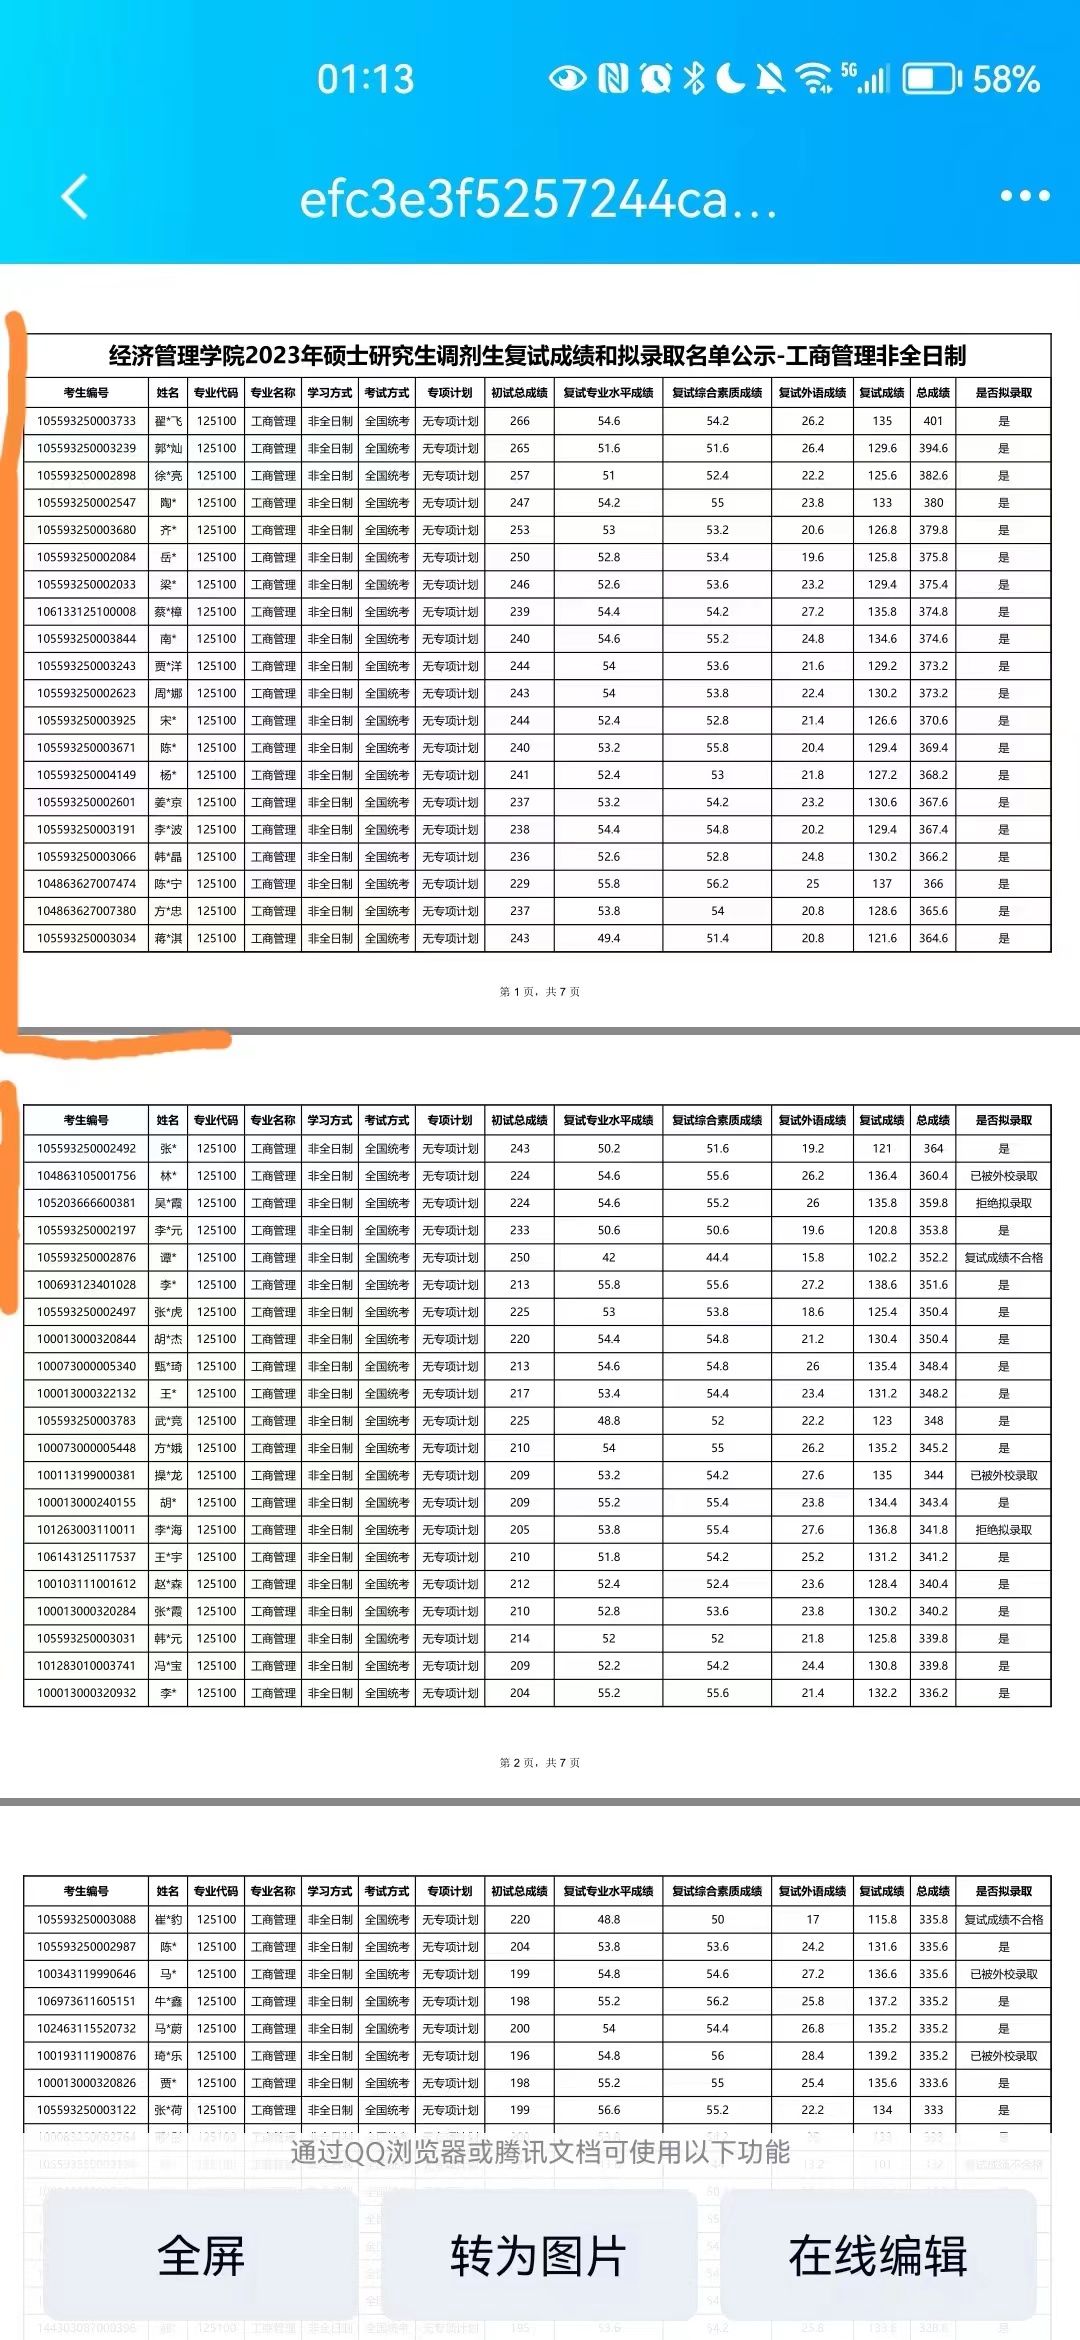 01:13
5G
58%
efc3e3f5257244ca...
经济管理学院2023年硕士研究生调剂生复试成绩和拟录取名单公示-工商管理非全日制
考生编号 姓名 专业代码 专业名称 学习方式 考试方式 专项计划 初试总成绩 复试专业水平成绩 复试综合素质成绩 复试外语成绩 复试成绩 总成绩 是否拟录取
105593250003733 翟*飞 125100 工商管理 非全日制 全国统考 无专项计划 266 54.6 54.2 26.2 135 401 是
105593250003239 郭*灿 125100 工商管理 非全日制 全国统考 无专项计划 265 51.6 51.6 26.4 129.6 394.6 是
105593250002898 徐*亮 125100 工商管理 非全日制 全国统考 无专项计划 257 51 52.4 22.2 125.6 382.6 是
105593250002547 陶* 125100 工商管理 非全日制 全国统考 无专项计划 247 54.2 55 23.8 133 380 是
105593250003680 齐* 125100 工商管理 非全日制 全国统考 无专项计划 253 53 53.2 20.6 126.8 379.8 是
105593250002084 岳* 125100 工商管理 非全日制 全国统考 无专项计划 250 52.8 53.4 19.6 125.8 375.8 是
105593250002033 梁* 125100 工商管理 非全日制 全国统考 无专项计划 246 52.6 53.6 23.2 129.4 375.4 是
106133125100008 蔡*樟 125100 工商管理 非全日制 全国统考 无专项计划 239 54.4 54.2 27.2 135.8 374.8 是
105593250003844 南* 125100 工商管理 非全日制 全国统考 无专项计划 240 54.6 55.2 24.8 134.6 374.6 是
105593250003243 贾*洋 125100 工商管理 非全日制 全国统考 无专项计划 244 54 53.6 21.6 129.2 373.2 是
105593250002623 周*娜 125100 工商管理 非全日制 全国统考 无专项计划 243 54 53.8 22.4 130.2 373.2 是
105593250003925 宋* 125100 工商管理 非全日制 全国统考 无专项计划 244 52.4 52.8 21.4 126.6 370.6 是
105593250003671 陈* 125100 工商管理 非全日制 全国统考 无专项计划 240 53.2 55.8 20.4 129.4 369.4 是
105593250004149 杨* 125100 工商管理 非全日制 全国统考 无专项计划 241 52.4 53 21.8 127.2 368.2 是
105593250002601 姜*京 125100 工商管理 非全日制 全国统考 无专项计划 237 53.2 54.2 23.2 130.6 367.6 是
105593250003191 李*波 125100 工商管理 非全日制 全国统考 无专项计划 238 54.4 54.8 20.2 129.4 367.4 是
105593250003066 韩*晶 125100 工商管理 非全日制 全国统考 无专项计划 236 52.6 52.8 24.8 130.2 366.2 是
104863627007474 陈*宁 125100 工商管理 非全日制 全国统考 无专项计划 229 55.8 56.2 25 137 366 是
104863627007380 方*忠 125100 工商管理 非全日制 全国统考 无专项计划 237 53.8 54 20.8 128.6 365.6 是
105593250003034 蒋*淇 125100 工商管理 非全日制 全国统考 无专项计划 243 49.4 51.4 20.8 121.6 364.6 是
第 1 页，共 7 页
考生编号 姓名 专业代码 专业名称 学习方式 考试方式 专项计划 初试总成绩 复试专业水平成绩 复试综合素质成绩 复试外语成绩 复试成绩 总成绩 是否拟录取
105593250002492 张* 125100 工商管理 非全日制 全国统考 无专项计划 243 50.2 51.6 19.2 121 364 是
104863105001756 林* 125100 工商管理 非全日制 全国统考 无专项计划 224 54.6 55.6 26.2 136.4 360.4 已被外校录取
105203666600381 吴*霞 125100 工商管理 非全日制 全国统考 无专项计划 224 54.6 55.2 26 135.8 359.8 拒绝拟录取
105593250002197 李*元 125100 工商管理 非全日制 全国统考 无专项计划 233 50.6 50.6 19.6 120.8 353.8 是
105593250002876 谭* 125100 工商管理 非全日制 全国统考 无专项计划 250 42 44.4 15.8 102.2 352.2 复试成绩不合格
100693123401028 李* 125100 工商管理 非全日制 全国统考 无专项计划 213 55.8 55.6 27.2 138.6 351.6 是
105593250002497 张*虎 125100 工商管理 非全日制 全国统考 无专项计划 225 53 53.8 18.6 125.4 350.4 是
100013000320844 胡*杰 125100 工商管理 非全日制 全国统考 无专项计划 220 54.4 54.8 21.2 130.4 350.4 是
100073000005340 甄*琦 125100 工商管理 非全日制 全国统考 无专项计划 213 54.6 54.8 26 135.4 348.4 是
100013000322132 王* 125100 工商管理 非全日制 全国统考 无专项计划 217 53.4 54.4 23.4 131.2 348.2 是
105593250003783 武*竞 125100 工商管理 非全日制 全国统考 无专项计划 225 48.8 52 22.2 123 348 是
100073000005448 方*娥 125100 工商管理 非全日制 全国统考 无专项计划 210 54 55 26.2 135.2 345.2 是
100113199000381 操*龙 125100 工商管理 非全日制 全国统考 无专项计划 209 53.2 54.2 27.6 135 344 已被外校录取
100013000240155 胡* 125100 工商管理 非全日制 全国统考 无专项计划 209 55.2 55.4 23.8 134.4 343.4 是
101263003110011 李*海 125100 工商管理 非全日制 全国统考 无专项计划 205 53.8 55.4 27.6 136.8 341.8 拒绝拟录取
106143125117537 王*宇 125100 工商管理 非全日制 全国统考 无专项计划 210 51.8 54.2 25.2 131.2 341.2 是
100103111001612 赵*森 125100 工商管理 非全日制 全国统考 无专项计划 212 52.4 52.4 23.6 128.4 340.4 是
100013000320284 张*霞 125100 工商管理 非全日制 全国统考 无专项计划 210 52.8 53.6 23.8 130.2 340.2 是
105593250003031 韩*元 125100 工商管理 非全日制 全国统考 无专项计划 214 52 52 21.8 125.8 339.8 是
101283010003741 冯*宝 125100 工商管理 非全日制 全国统考 无专项计划 209 52.2 54.2 24.4 130.8 339.8 是
100013000320932 李* 125100 工商管理 非全日制 全国统考 无专项计划 204 55.2 55.6 21.4 132.2 336.2 是
第 2 页，共 7 页
考生编号 姓名 专业代码 专业名称 学习方式 考试方式 专项计划 初试总成绩 复试专业水平成绩 复试综合素质成绩 复试外语成绩 复试成绩 总成绩 是否拟录取
105593250003088 崔*豹 125100 工商管理 非全日制 全国统考 无专项计划 220 48.8 50 17 115.8 335.8 复试成绩不合格
105593250002987 陈* 125100 工商管理 非全日制 全国统考 无专项计划 204 53.8 53.6 24.2 131.6 335.6 是
100343119990646 马* 125100 工商管理 非全日制 全国统考 无专项计划 199 54.8 54.6 27.2 136.6 335.6 已被外校录取
106973611605151 牛*鑫 125100 工商管理 非全日制 全国统考 无专项计划 198 55.2 56.2 25.8 137.2 335.2 是
102463115520732 马*蔚 125100 工商管理 非全日制 全国统考 无专项计划 200 54 54.4 26.8 135.2 335.2 是
100193111900876 琦*乐 125100 工商管理 非全日制 全国统考 无专项计划 196 54.8 56 28.4 139.2 335.2 已被外校录取
100013000320826 贾* 125100 工商管理 非全日制 全国统考 无专项计划 198 55.2 55 25.4 135.6 333.6 是
105593250003122 张*荷 125100 工商管理 非全日制 全国统考 无专项计划 199 56.6 55.2 22.2 134 333 是
通过QQ浏览器或腾讯文档可使用以下功能
全屏 转为图片 在线编辑